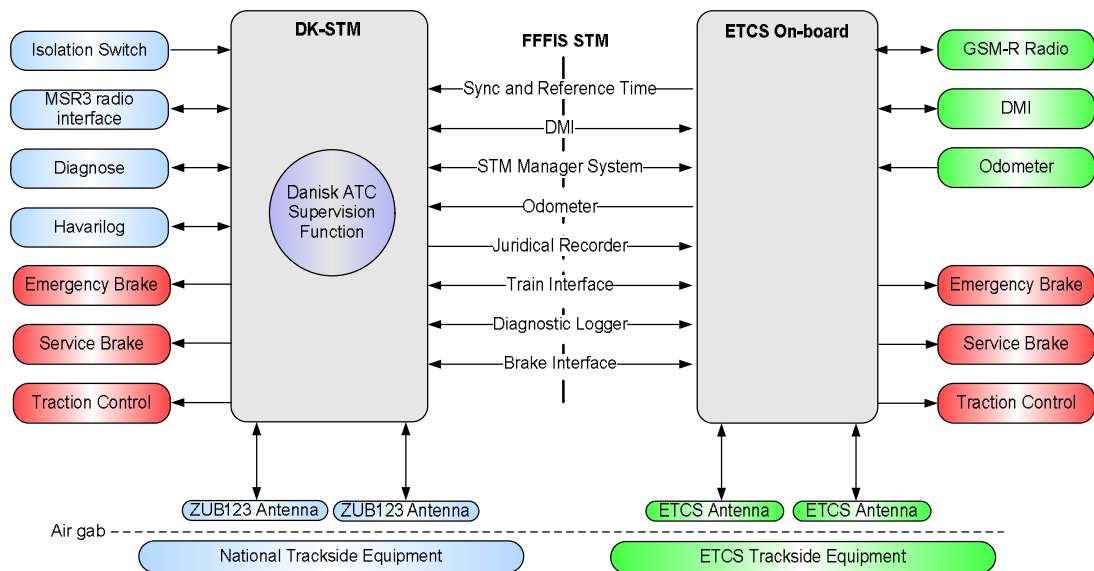 DK-STM
FFFIS STM
ETCS On-board
Isolation Switch
MSR3 radio
interface
Diagnose
Havarilog
Emergency Brake
Service Brake
Traction Control
Danisk ATC
Supervision
Function
Sync and Reference Time
DMI
STM Manager System
Odometer
Juridical Recorder
Train Interface
Diagnostic Logger
Brake Interface
GSM-R Radio
DMI
Odometer
Emergency Brake
Service Brake
Traction Control
ZUB123 Antenna
ZUB123 Antenna
ETCS Antenna
ETCS Antenna
Air gab
National Trackside Equipment
ETCS Trackside Equipment